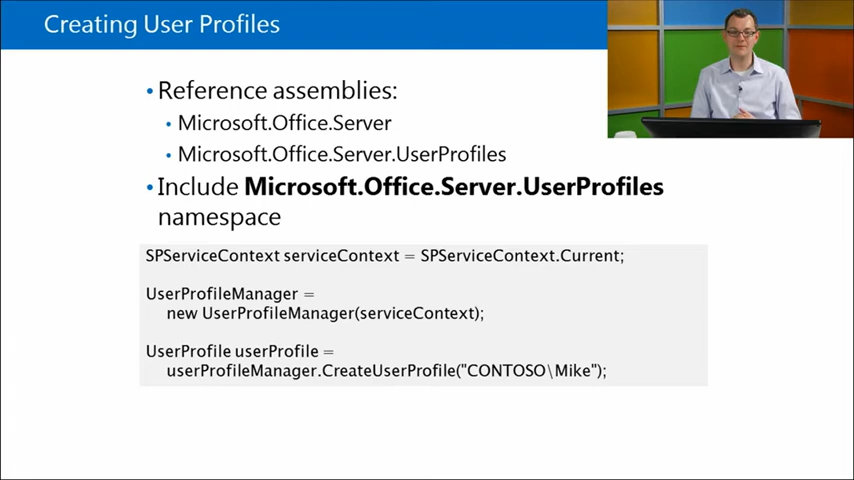 Creating User Profiles
• Reference assemblies:
• Microsoft.Office.Server
• Microsoft.Office.Server.UserProfiles
• Include Microsoft.Office.Server.UserProfiles
namespace
SPServiceContext serviceContext = SPServiceContext.Current;
UserProfileManager =
new UserProfileManager(serviceContext);
UserProfile userProfile =
userProfileManager.CreateUserProfile("CONTOSO\Mike");